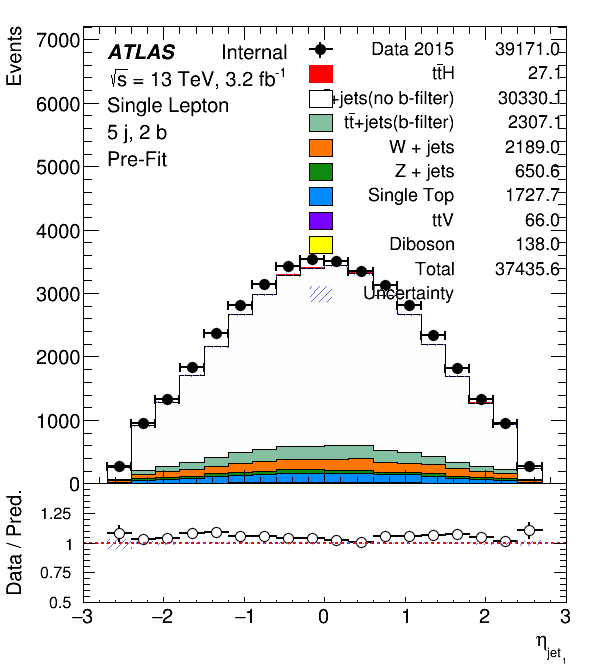 Events
7000
6000
5000
4000
3000
2000
1000
0
ATLAS Internal
√s = 13 TeV, 3.2 fb⁻¹
Single Lepton
5 j, 2 b
Pre-Fit
Data 2015 39171.0
tt̄H 27.1
+jets(no b-filter) 30330.1
tt̄+jets(b-filter) 2307.1
W + jets 2189.0
Z + jets 650.6
Single Top 1727.7
ttV 66.0
Diboson 138.0
Total 37435.6
Uncertainty
Data / Pred.
1.25
1
0.75
0.5
−3 −2 −1 0 1 2 3
η_jet₁